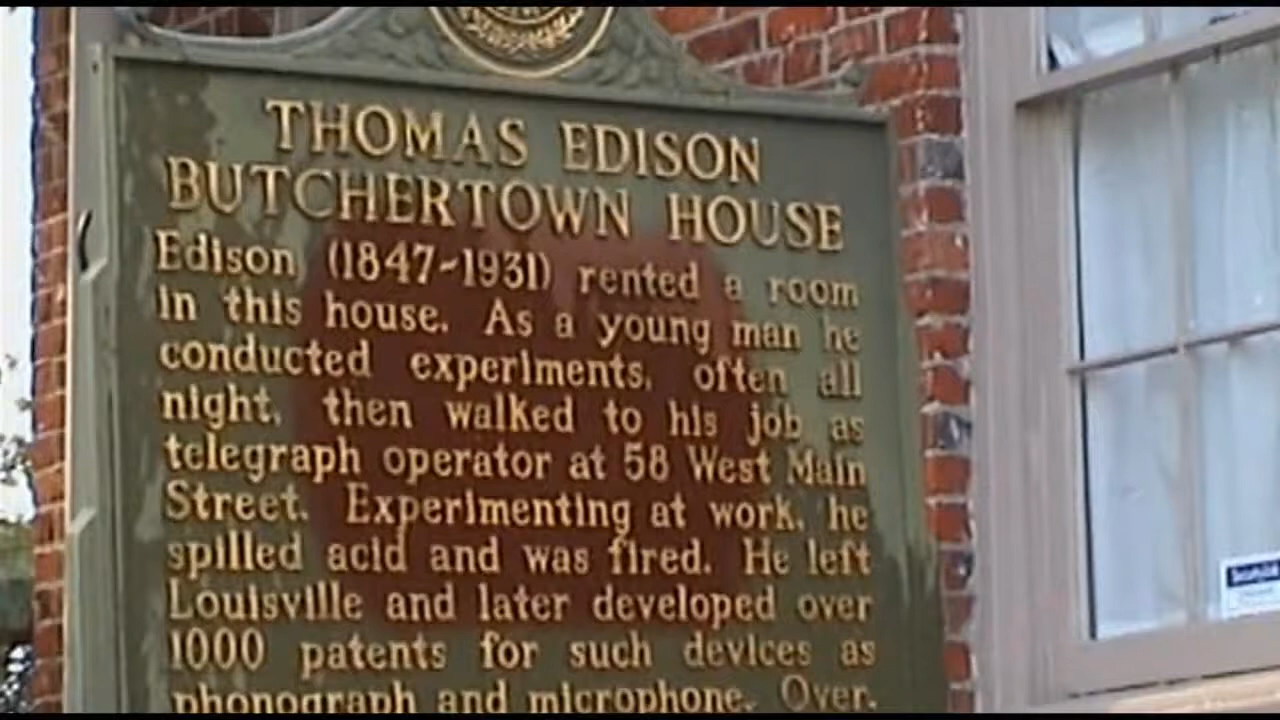 THOMAS EDISON
BUTCHERTOWN HOUSE
Edison (1847-1931) rented a room
in this house. As a young man he
conducted experiments, often all
night, then walked to his job as
telegraph operator at 58 West Main
Street. Experimenting at work, he
spilled acid and was fired. He left
Louisville and later developed over
1000 patents for such devices as
phonograph and microphone. Over.